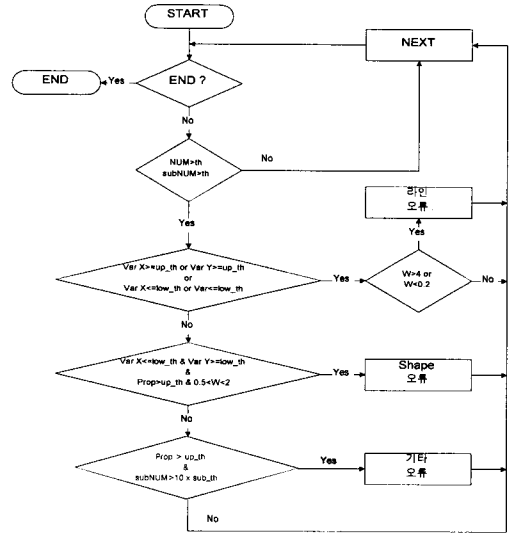 START
NEXT
END
Yes
END ?
No
NUM>th
subNUM>th
No
Yes
라인
오류
Yes
Var X>=up_th or Var Y>=up_th
or
Var X<=low_th or Var<=low_th
Yes
W>4 or
W<0.2
No
No
Var X<=low_th & Var Y>=low_th
&
Prop>up_th & 0.5<W<2
Yes
Shape
오류
No
Prop > up_th
&
subNUM>10 x sub_th
Yes
기타
오류
No